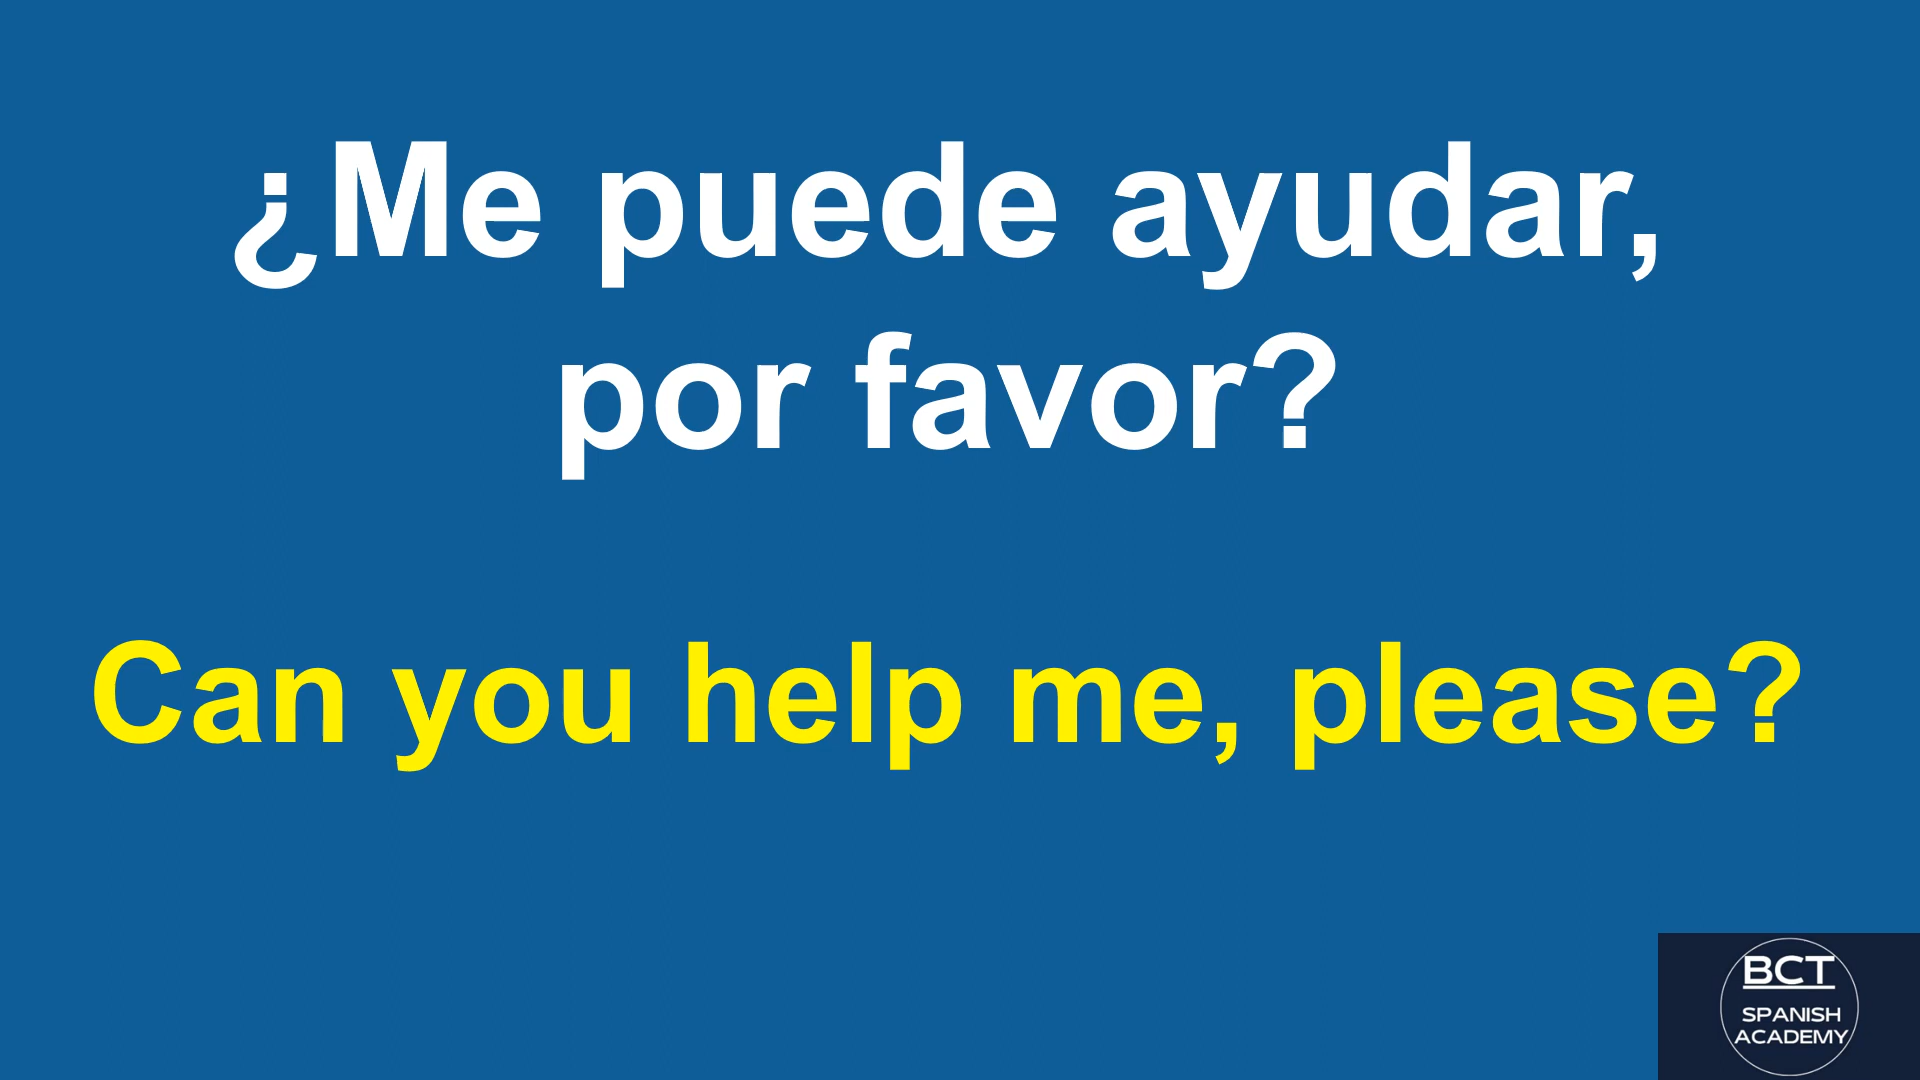 ¿Me puede ayudar,
por favor?
Can you help me, please?
BCT
SPANISH
ACADEMY